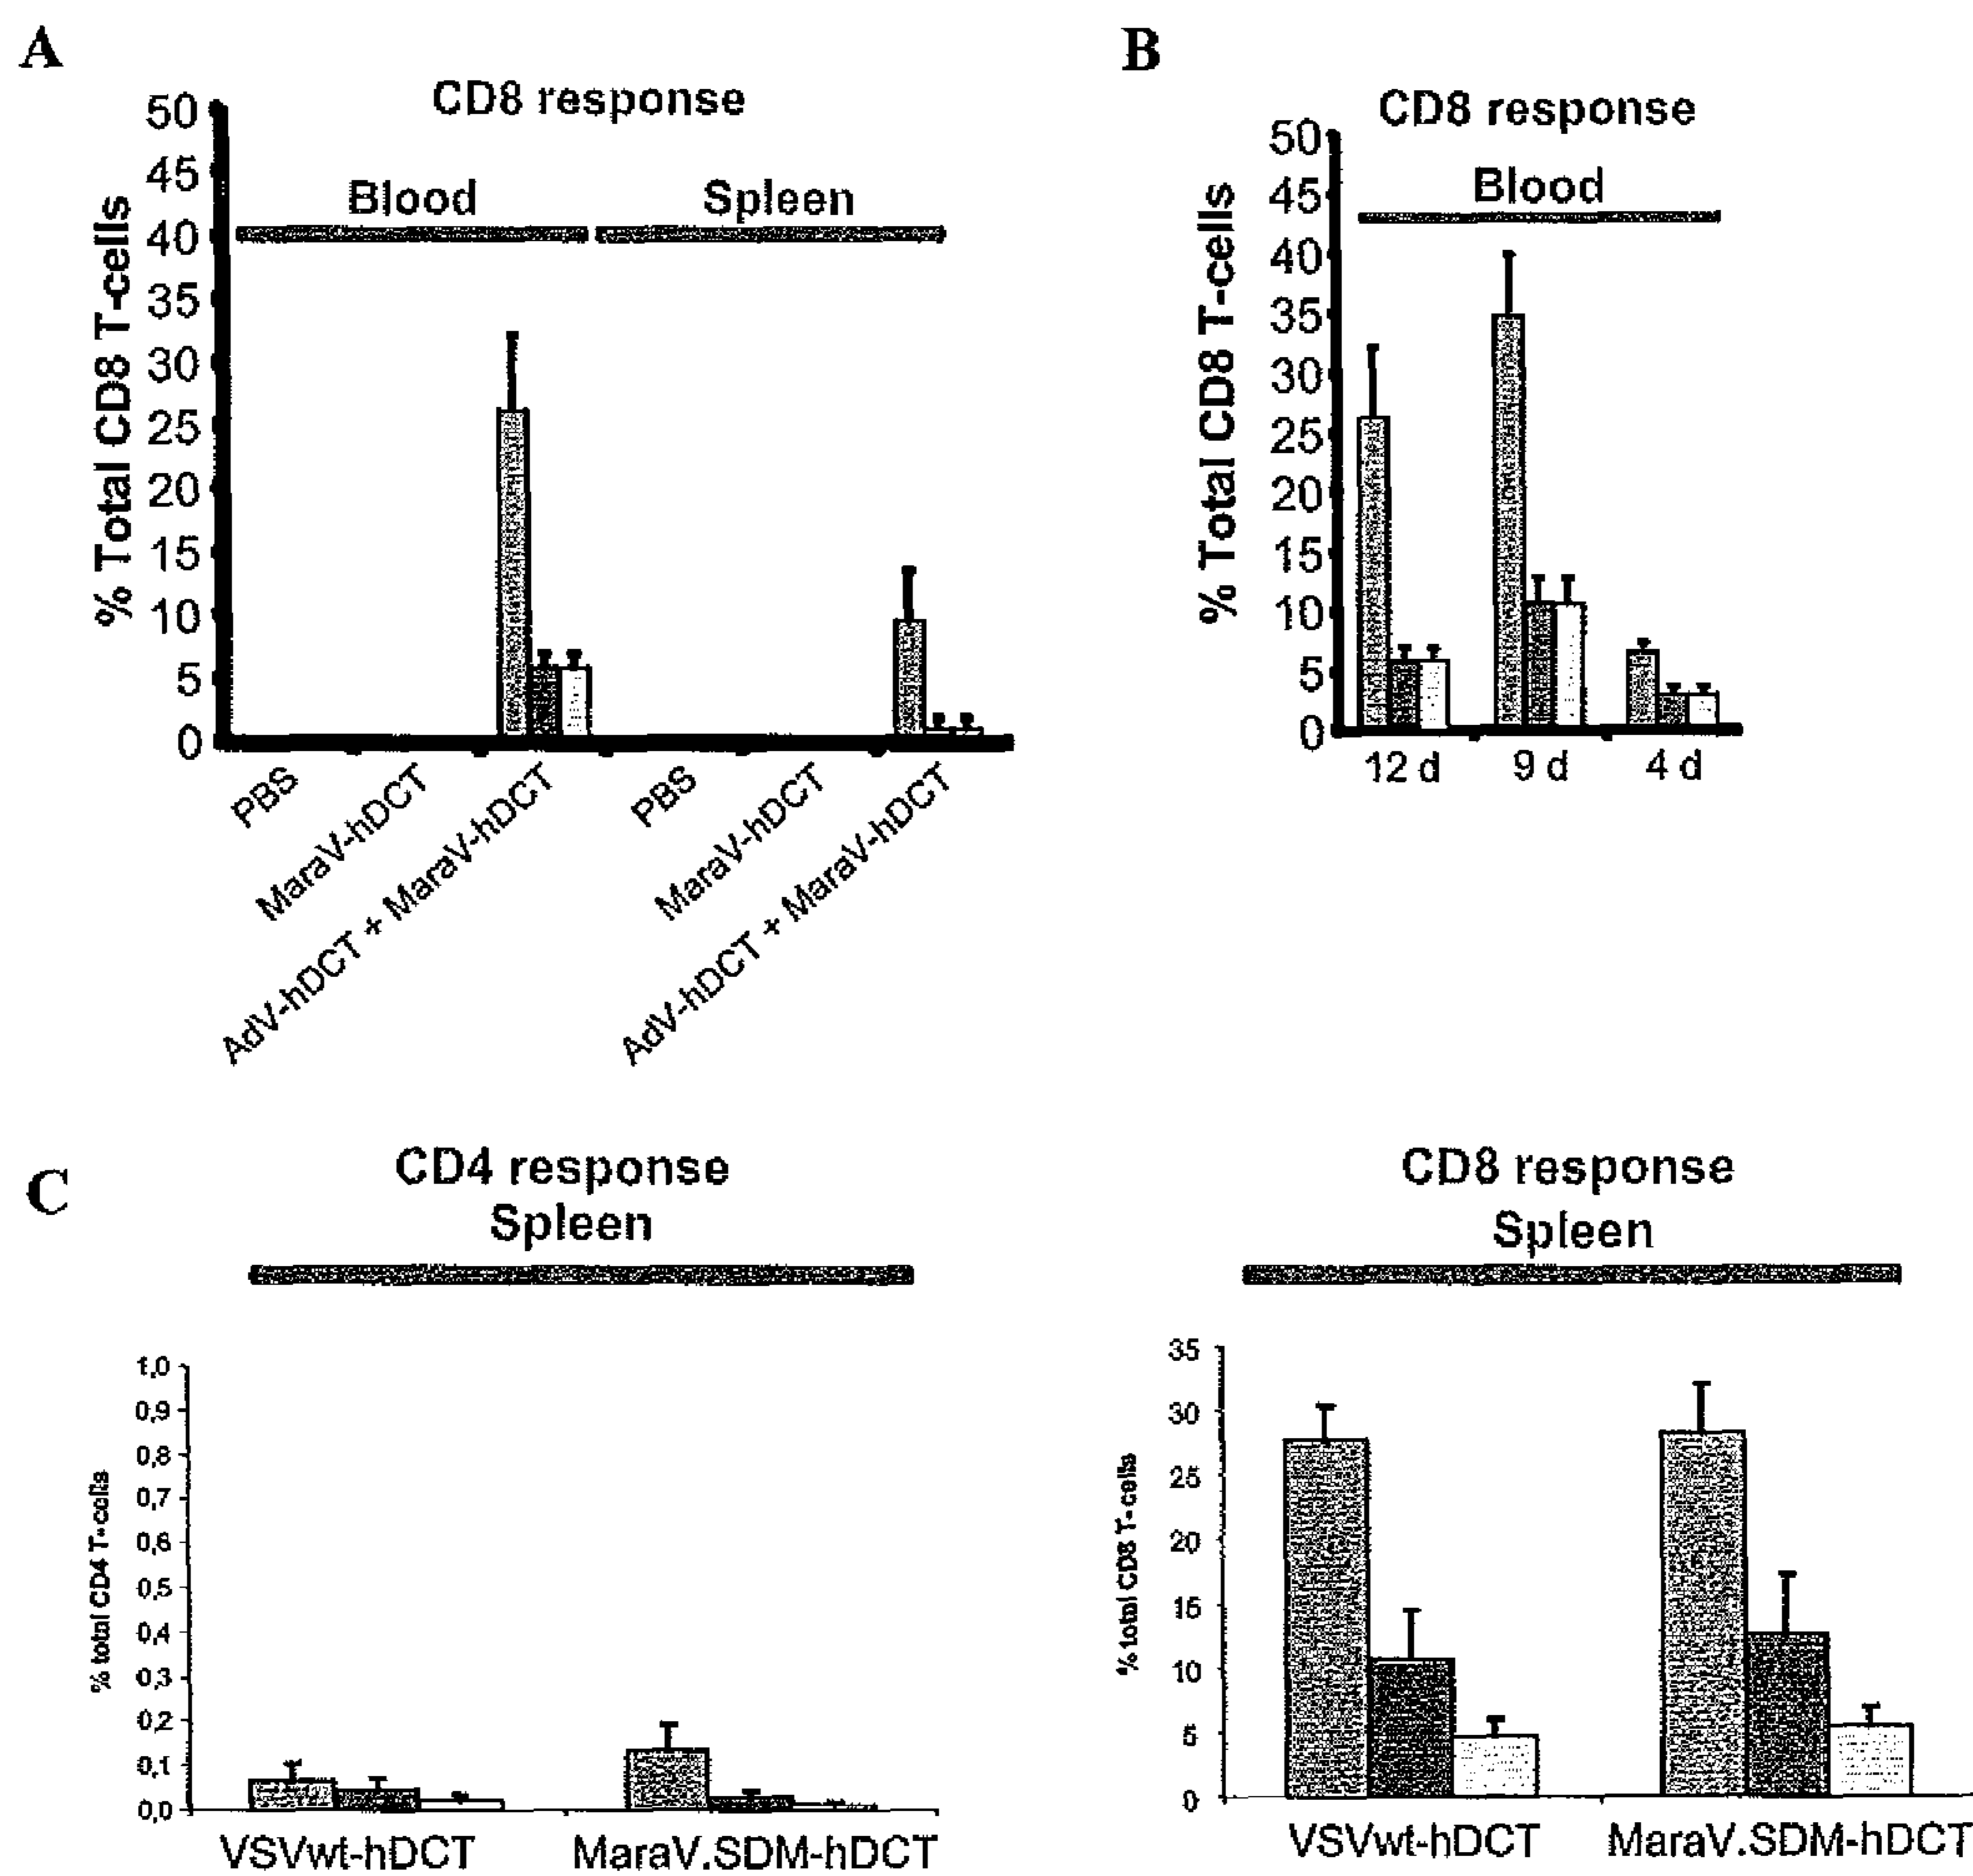 A
CD8 response
Blood
Spleen
% Total CD8 T-cells
50
45
40
35
30
25
20
15
10
5
0
PBS
MaraV-hDCT
AdV-hDCT + MaraV-hDCT
PBS
MaraV-hDCT
AdV-hDCT + MaraV-hDCT
B
CD8 response
Blood
% Total CD8 T-cells
50
45
40
35
30
25
20
15
10
5
0
12 d
9 d
4 d
C
CD4 response
Spleen
% total CD4 T-cells
1,0
0,9
0,8
0,7
0,6
0,5
0,4
0,3
0,2
0,1
0,0
VSVwt-hDCT
MaraV.SDM-hDCT
CD8 response
Spleen
% total CD8 T-cells
35
30
25
20
15
10
5
0
VSVwt-hDCT
MaraV.SDM-hDCT